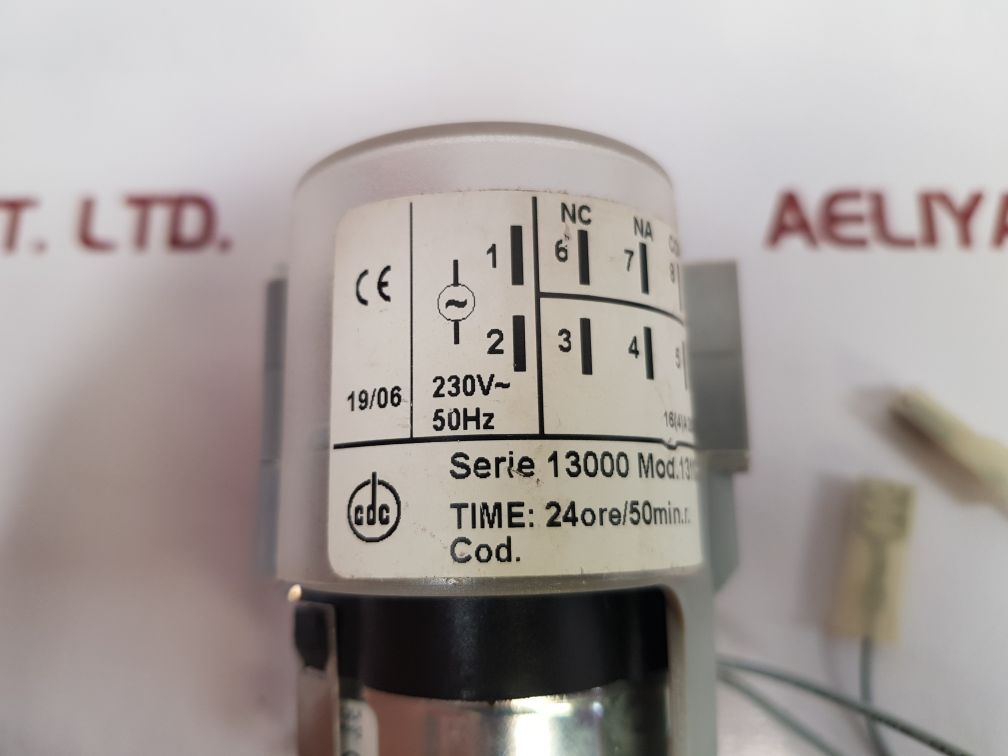 T. LTD.
AELIYA
CE
19/06
1
2
230V~
50Hz
NC
NA
6
7
8
3
4
5
Serie 13000 Mod.
cdc
TIME: 24ore/50min.r.
Cod.